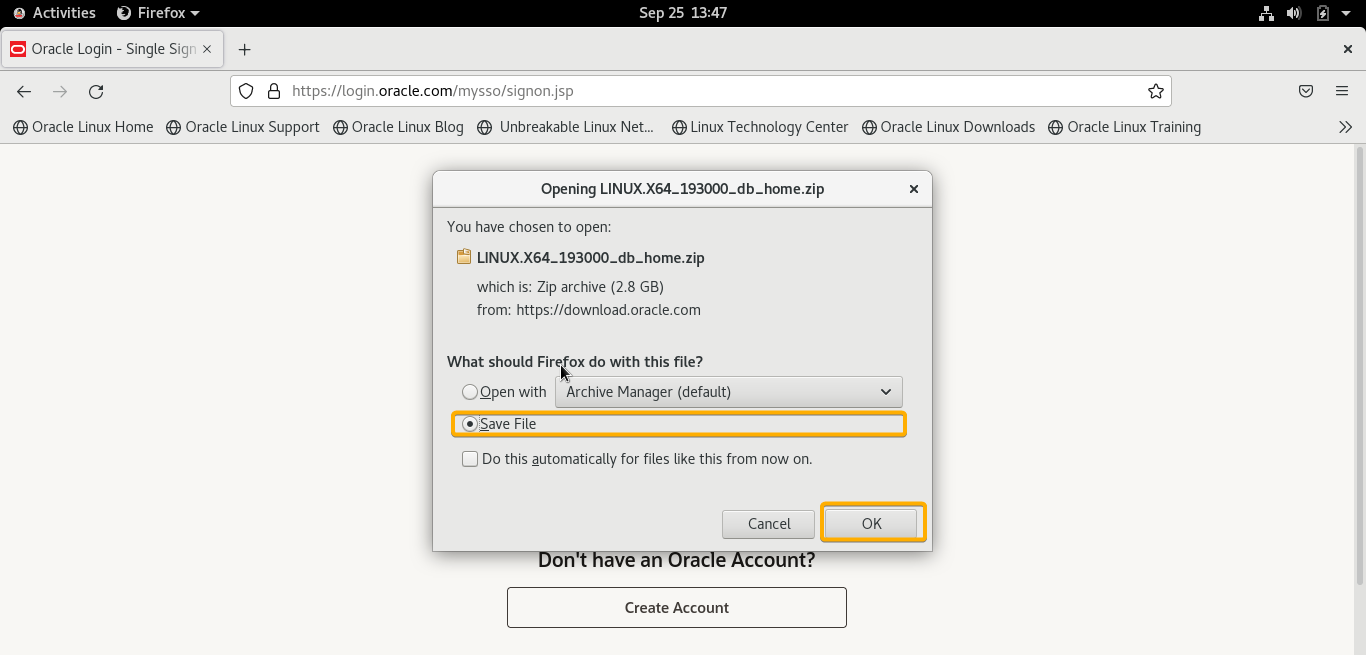 Activities Firefox Sep 25 13:47
Oracle Login - Single Sign
https://login.oracle.com/mysso/signon.jsp
Oracle Linux Home Oracle Linux Support Oracle Linux Blog Unbreakable Linux Net... Linux Technology Center Oracle Linux Downloads Oracle Linux Training
Opening LINUX.X64_193000_db_home.zip
You have chosen to open:
LINUX.X64_193000_db_home.zip
which is: Zip archive (2.8 GB)
from: https://download.oracle.com
What should Firefox do with this file?
Open with Archive Manager (default)
Save File
Do this automatically for files like this from now on.
Cancel OK
Don't have an Oracle Account?
Create Account